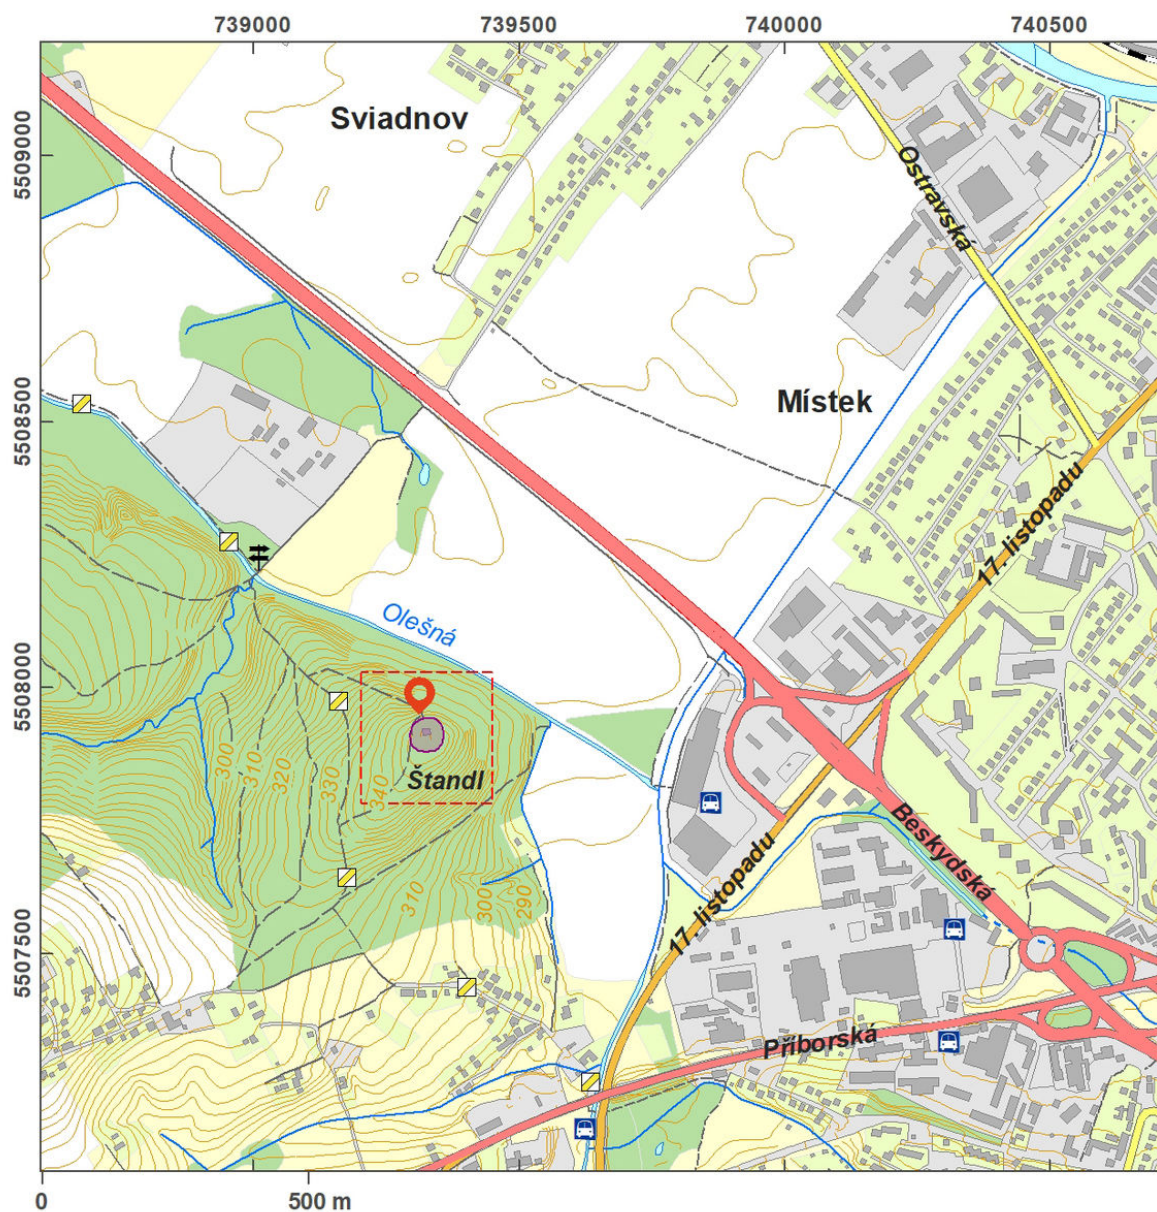 739000 739500 740000 740500
5509000
5508500
5508000
5507500
Sviadnov
Ostravská
Místek
17. listopadu
Olešná
300
310
320
330
340
Štandl
310
300
290
17. listopadu
Beskydská
Příborská
0 500 m